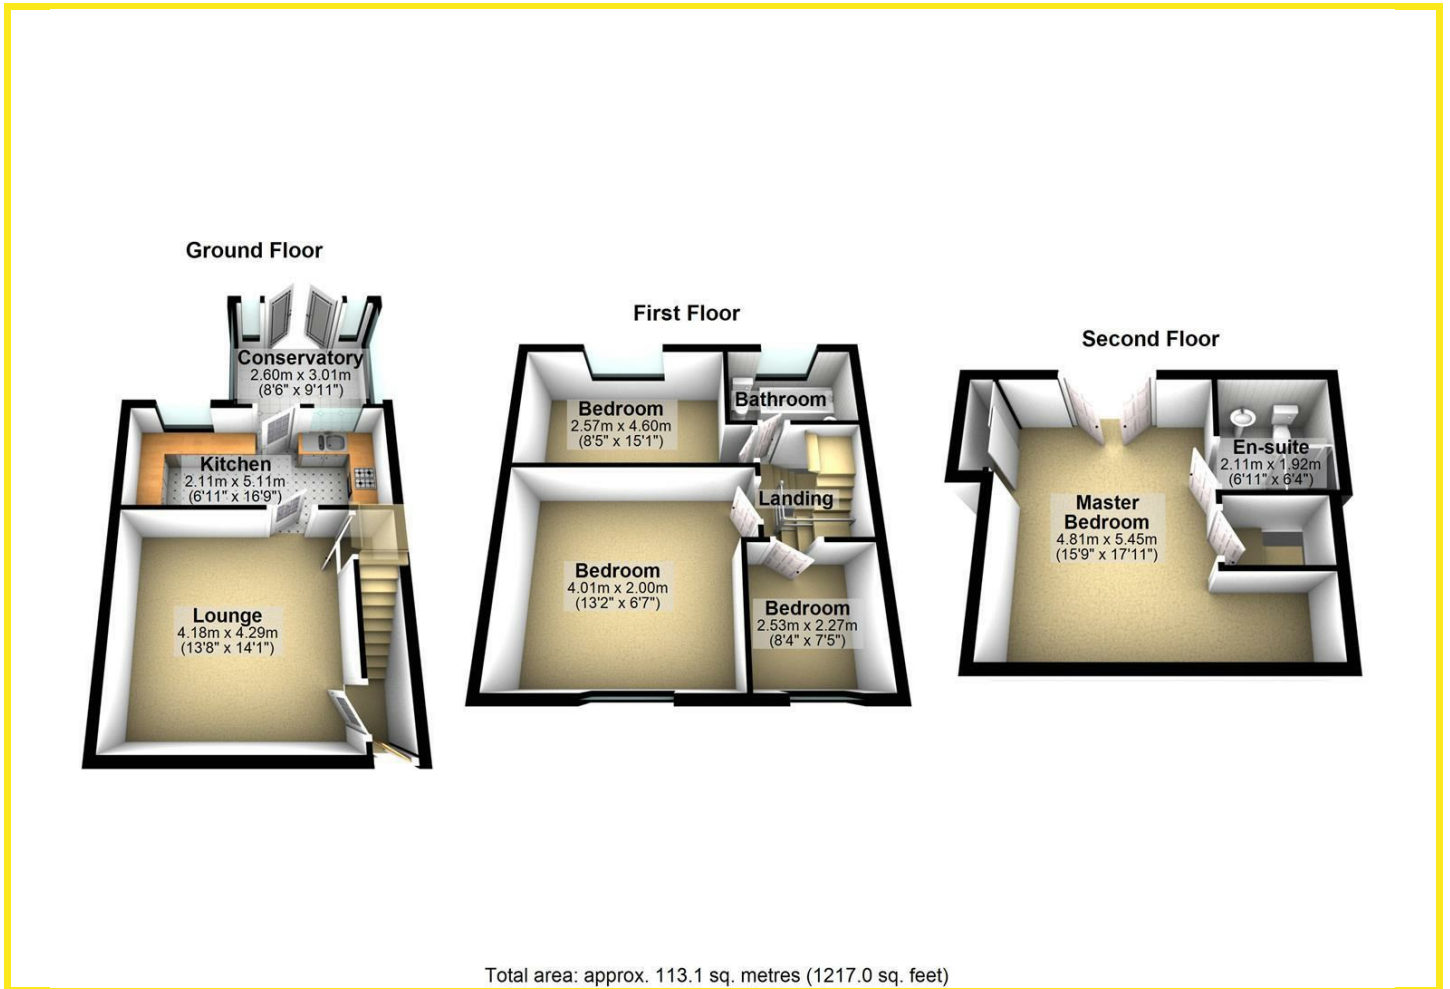 Ground Floor
Conservatory
2.60m x 3.01m
(8'6" x 9'11")
Kitchen
2.11m x 5.11m
(6'11" x 16'9")
Lounge
4.18m x 4.29m
(13'8" x 14'1")
First Floor
Bedroom
2.57m x 4.60m
(8'5" x 15'1")
Bathroom
Landing
Bedroom
4.01m x 2.00m
(13'2" x 6'7")
Bedroom
2.53m x 2.27m
(8'4" x 7'5")
Second Floor
En-suite
2.11m x 1.92m
(6'11" x 6'4")
Master
Bedroom
4.81m x 5.45m
(15'9" x 17'11")
Total area: approx. 113.1 sq. metres (1217.0 sq. feet)